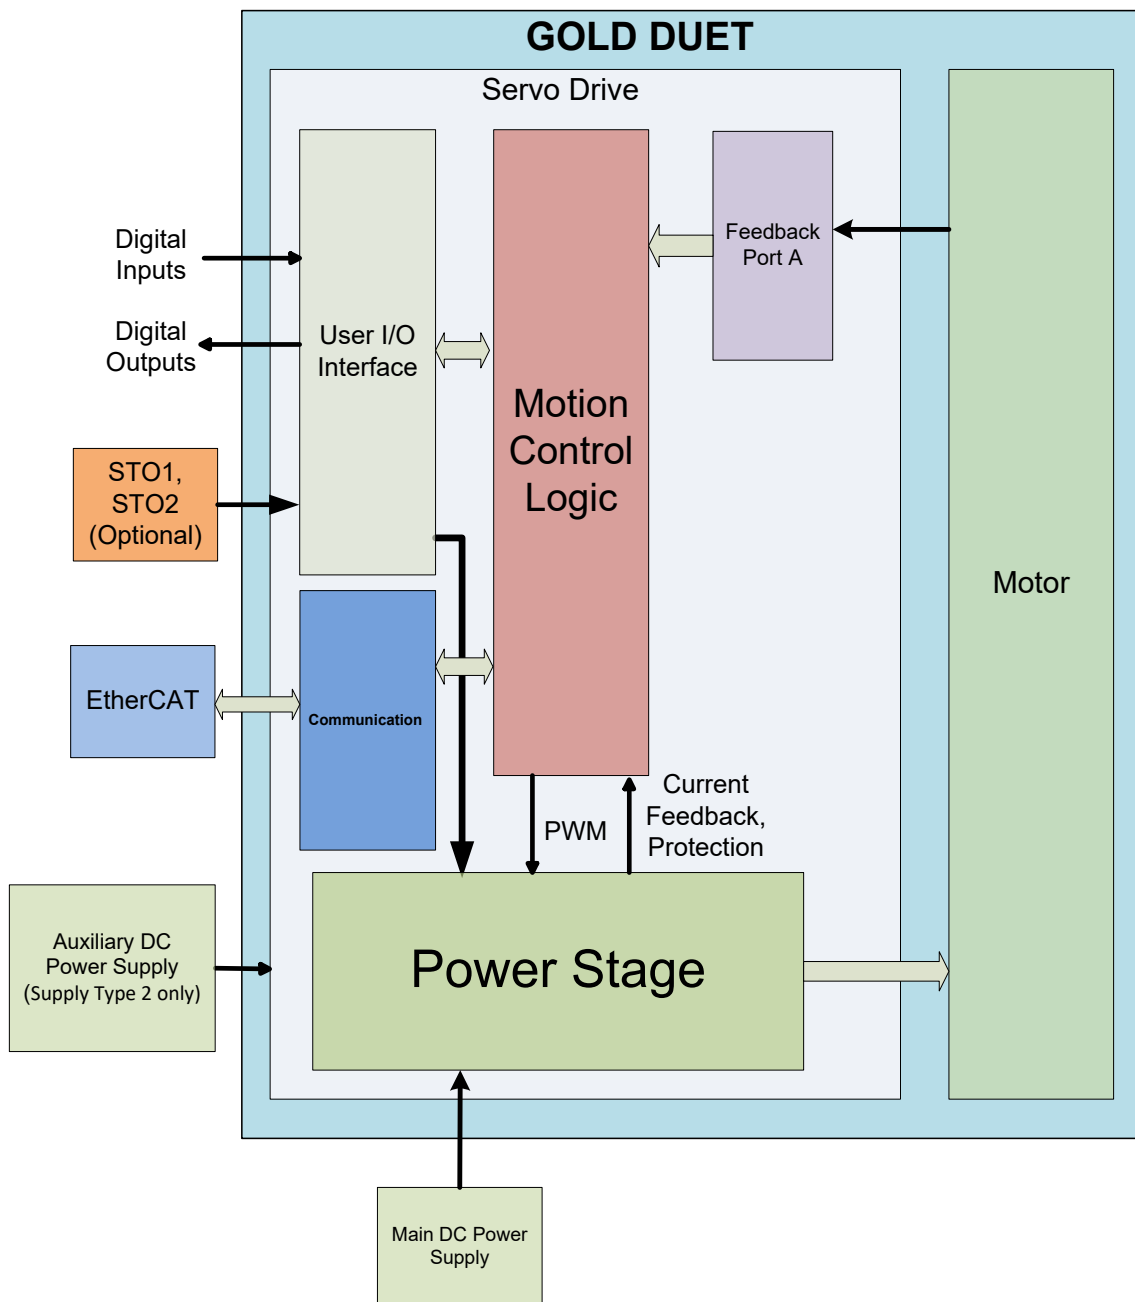 GOLD DUET
Servo Drive
Digital
Inputs
Digital
Outputs
User I/O
Interface
Motion
Control
Logic
Feedback
Port A
STO1,
STO2
(Optional)
Motor
EtherCAT
Communication
PWM
Current
Feedback,
Protection
Auxiliary DC
Power Supply
(Supply Type 2 only)
Power Stage
Main DC Power
Supply